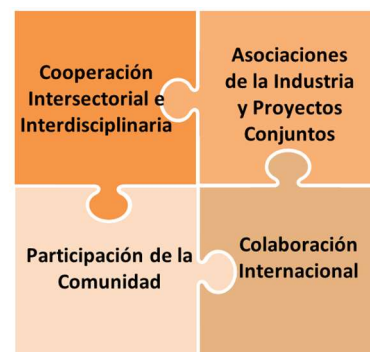 Cooperación
Intersectorial e
Interdisciplinaria
Asociaciones
de la Industria
y Proyectos
Conjuntos
Participación de la
Comunidad
Colaboración
Internacional